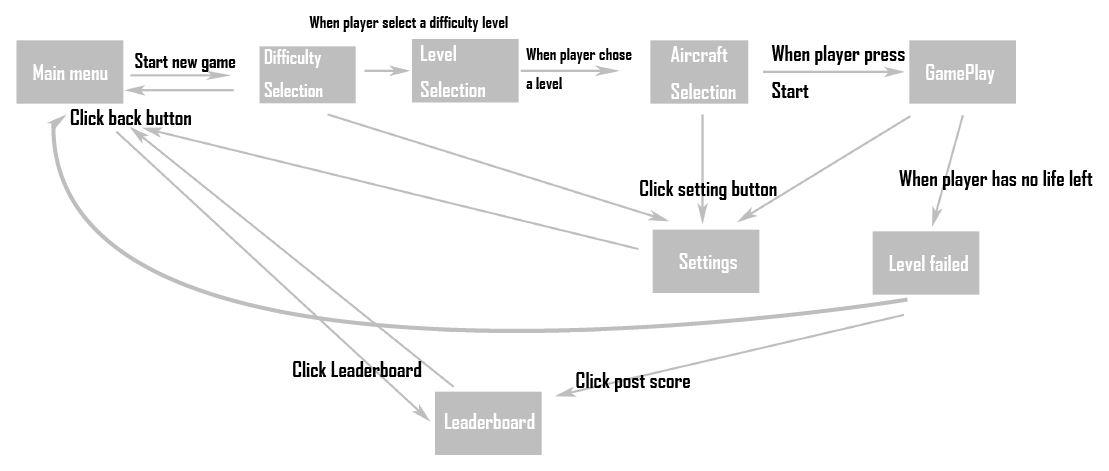 When player select a difficulty level
Main menu
Start new game
Difficulty
Selection
Level
Selection
When player chose
a level
Aircraft
Selection
When player press
Start
GamePlay
Click back button
Click setting button
When player has no life left
Settings
Level failed
Click Leaderboard
Click post score
Leaderboard